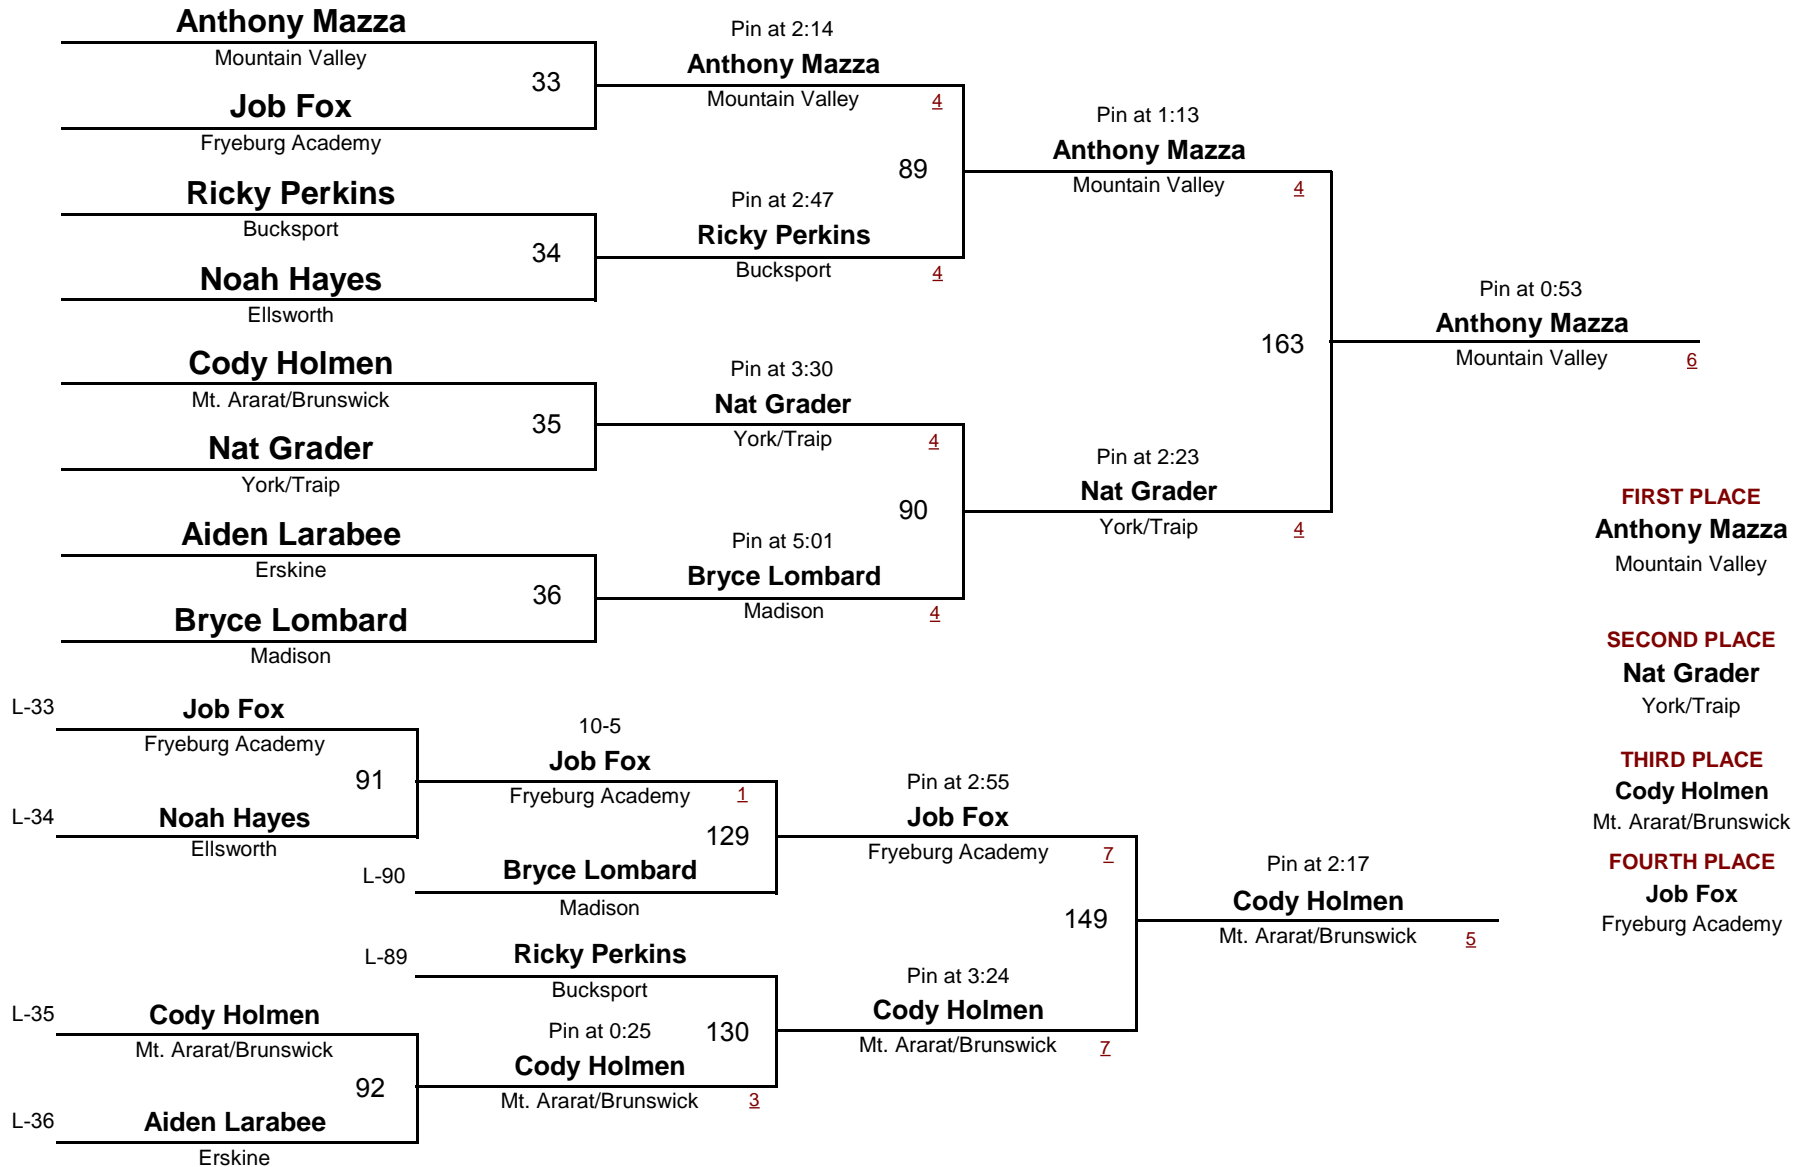 Anthony Mazza
Mountain Valley
33
Job Fox
Fryeburg Academy
Ricky Perkins
Bucksport
34
Noah Hayes
Ellsworth
Cody Holmen
Mt. Ararat/Brunswick
35
Nat Grader
York/Traip
Aiden Larabee
Erskine
36
Bryce Lombard
Madison
Pin at 2:14
Anthony Mazza
Mountain Valley 4
89
Pin at 2:47
Ricky Perkins
Bucksport 4
Pin at 3:30
Nat Grader
York/Traip 4
90
Pin at 5:01
Bryce Lombard
Madison 4
Pin at 1:13
Anthony Mazza
Mountain Valley 4
163
Pin at 2:23
Nat Grader
York/Traip 4
Pin at 0:53
Anthony Mazza
Mountain Valley 6
FIRST PLACE
Anthony Mazza
Mountain Valley
SECOND PLACE
Nat Grader
York/Traip
THIRD PLACE
Cody Holmen
Mt. Ararat/Brunswick
FOURTH PLACE
Job Fox
Fryeburg Academy
L-33 Job Fox
Fryeburg Academy
91
L-34 Noah Hayes
Ellsworth
L-35 Cody Holmen
Mt. Ararat/Brunswick
92
L-36 Aiden Larabee
Erskine
10-5
Job Fox
Fryeburg Academy 1
129
L-90 Bryce Lombard
Madison
L-89 Ricky Perkins
Bucksport
Pin at 0:25 130
Cody Holmen
Mt. Ararat/Brunswick 3
Pin at 2:55
Job Fox
Fryeburg Academy 7
149
Pin at 3:24
Cody Holmen
Mt. Ararat/Brunswick 7
Pin at 2:17
Cody Holmen
Mt. Ararat/Brunswick 5